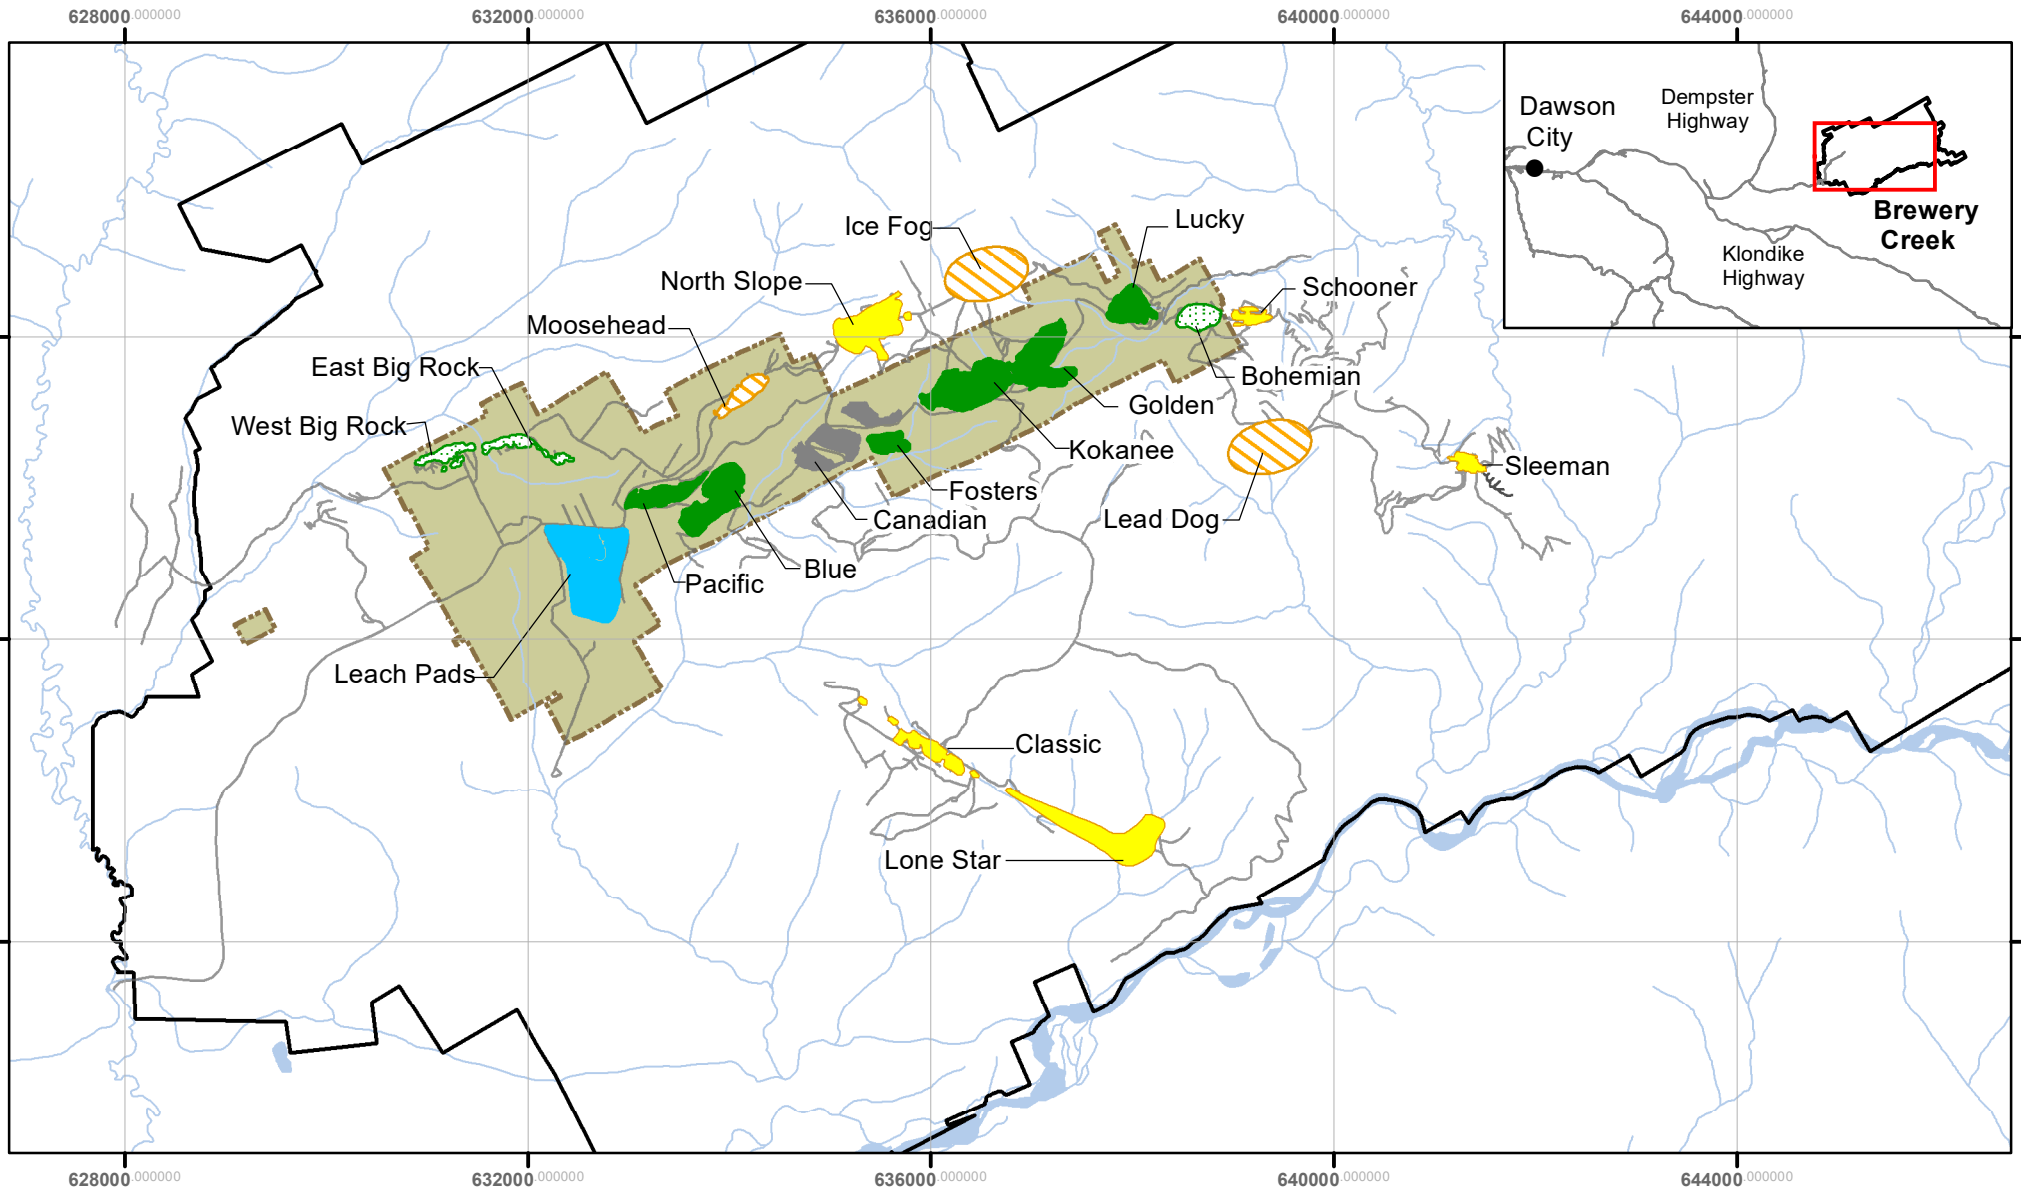 628000.000000 632000.000000 636000.000000 640000.000000 644000.000000
Dempster
Highway
Dawson
City
Brewery
Creek
Klondike
Highway
Lucky
Ice Fog
North Slope
Schooner
Moosehead
East Big Rock
Bohemian
Golden
West Big Rock
Kokanee
Sleeman
Fosters
Lead Dog
Canadian
Blue
Pacific
Leach Pads
Classic
Lone Star
628000.000000 632000.000000 636000.000000 640000.000000 644000.000000